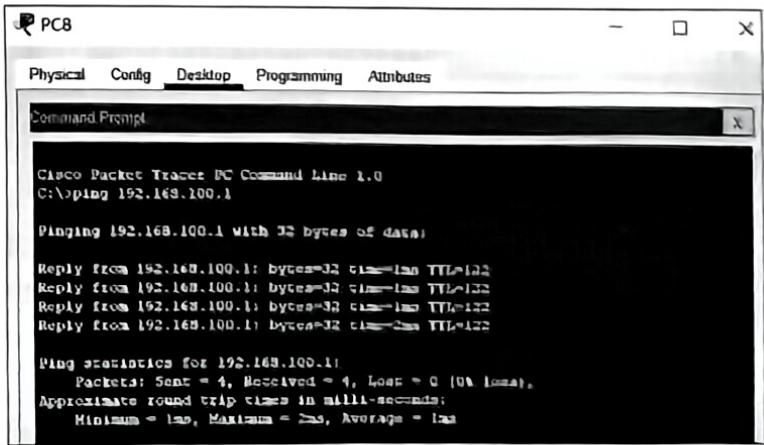 PC8
Physical Config Desktop Programming Attributes
Command Prompt
X
Cisco Packet Tracer PC Command Line 1.0
C:\>ping 192.168.100.1
Pinging 192.168.100.1 with 32 bytes of data:
Reply from 192.168.100.1: bytes=32 time=1ms TTL=122
Reply from 192.168.100.1: bytes=32 time=1ms TTL=122
Reply from 192.168.100.1: bytes=32 time=1ms TTL=122
Reply from 192.168.100.1: bytes=32 time=2ms TTL=122
Ping statistics for 192.168.100.1:
Packets: Sent = 4, Received = 4, Lost = 0 (0% loss),
Approximate round trip times in milli-seconds:
Minimum = 1ms, Maximum = 2ms, Average = 1ms